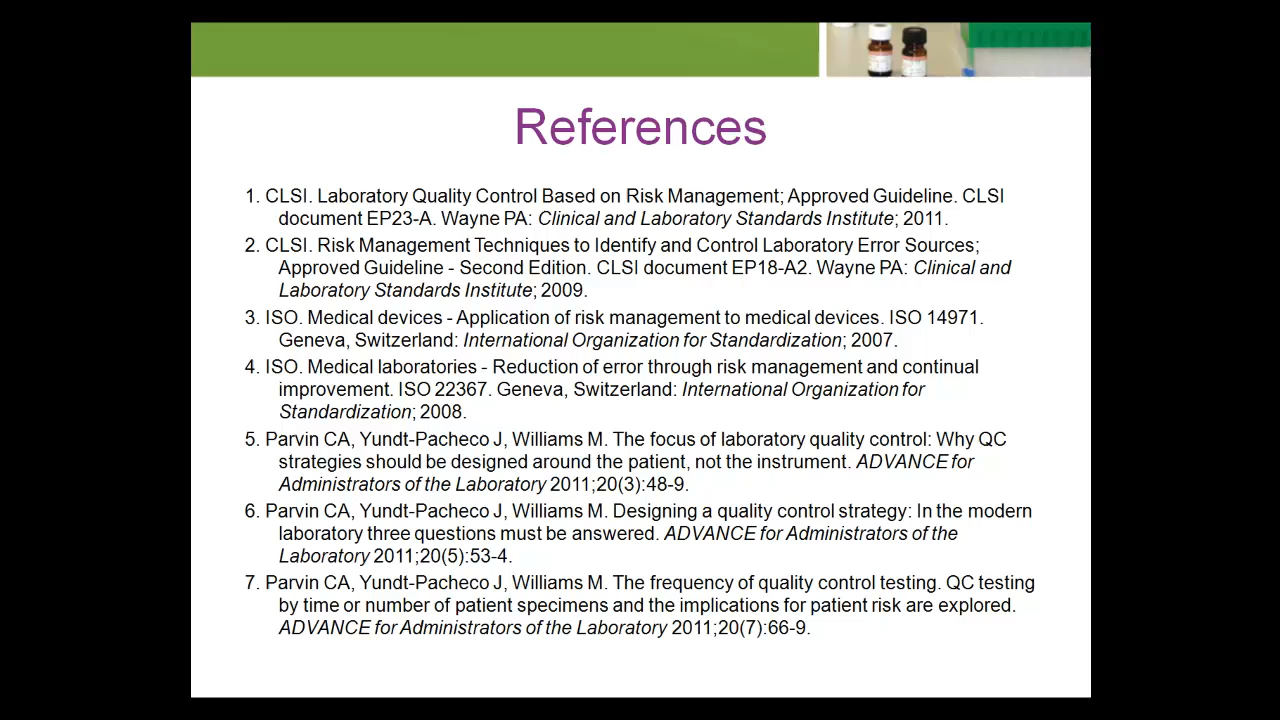 References
1. CLSI. Laboratory Quality Control Based on Risk Management; Approved Guideline. CLSI
document EP23-A. Wayne PA: Clinical and Laboratory Standards Institute; 2011.
2. CLSI. Risk Management Techniques to Identify and Control Laboratory Error Sources;
Approved Guideline - Second Edition. CLSI document EP18-A2. Wayne PA: Clinical and
Laboratory Standards Institute; 2009.
3. ISO. Medical devices - Application of risk management to medical devices. ISO 14971.
Geneva, Switzerland: International Organization for Standardization; 2007.
4. ISO. Medical laboratories - Reduction of error through risk management and continual
improvement. ISO 22367. Geneva, Switzerland: International Organization for
Standardization; 2008.
5. Parvin CA, Yundt-Pacheco J, Williams M. The focus of laboratory quality control: Why QC
strategies should be designed around the patient, not the instrument. ADVANCE for
Administrators of the Laboratory 2011;20(3):48-9.
6. Parvin CA, Yundt-Pacheco J, Williams M. Designing a quality control strategy: In the modern
laboratory three questions must be answered. ADVANCE for Administrators of the
Laboratory 2011;20(5):53-4.
7. Parvin CA, Yundt-Pacheco J, Williams M. The frequency of quality control testing. QC testing
by time or number of patient specimens and the implications for patient risk are explored.
ADVANCE for Administrators of the Laboratory 2011;20(7):66-9.